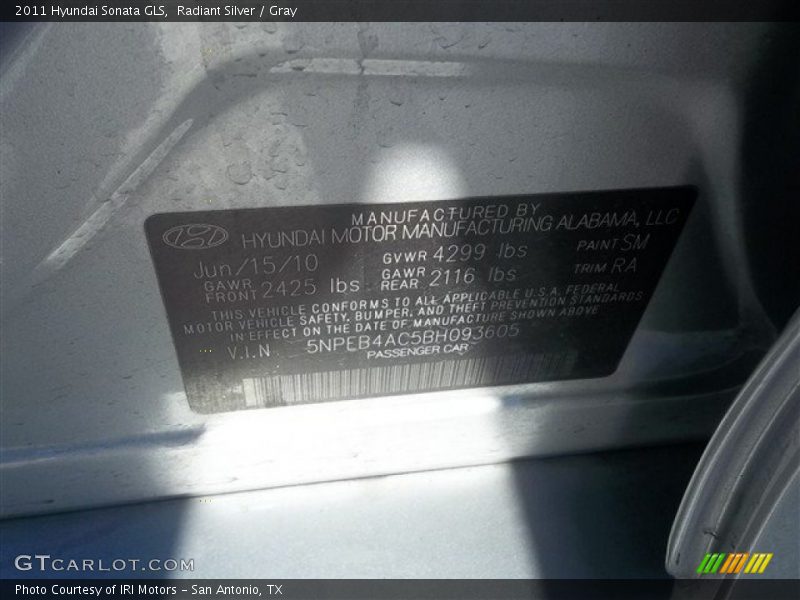 2011 Hyundai Sonata GLS,  Radiant Silver / Gray
MANUFACTURED BY
HYUNDAI MOTOR MANUFACTURING ALABAMA, LLC
Jun/15/10 GVWR 4299 lbs PAINT SM
GAWR FRONT 2425 lbs GAWR REAR 2116 lbs TRIM RA
THIS VEHICLE CONFORMS TO ALL APPLICABLE U.S.A. FEDERAL
MOTOR VEHICLE SAFETY, BUMPER, AND THEFT PREVENTION STANDARDS
IN EFFECT ON THE DATE OF MANUFACTURE SHOWN ABOVE
V.I.N 5NPEB4AC5BH093605
PASSENGER CAR
GTCARLOT.COM
Photo Courtesy of IRI Motors – San Antonio, TX